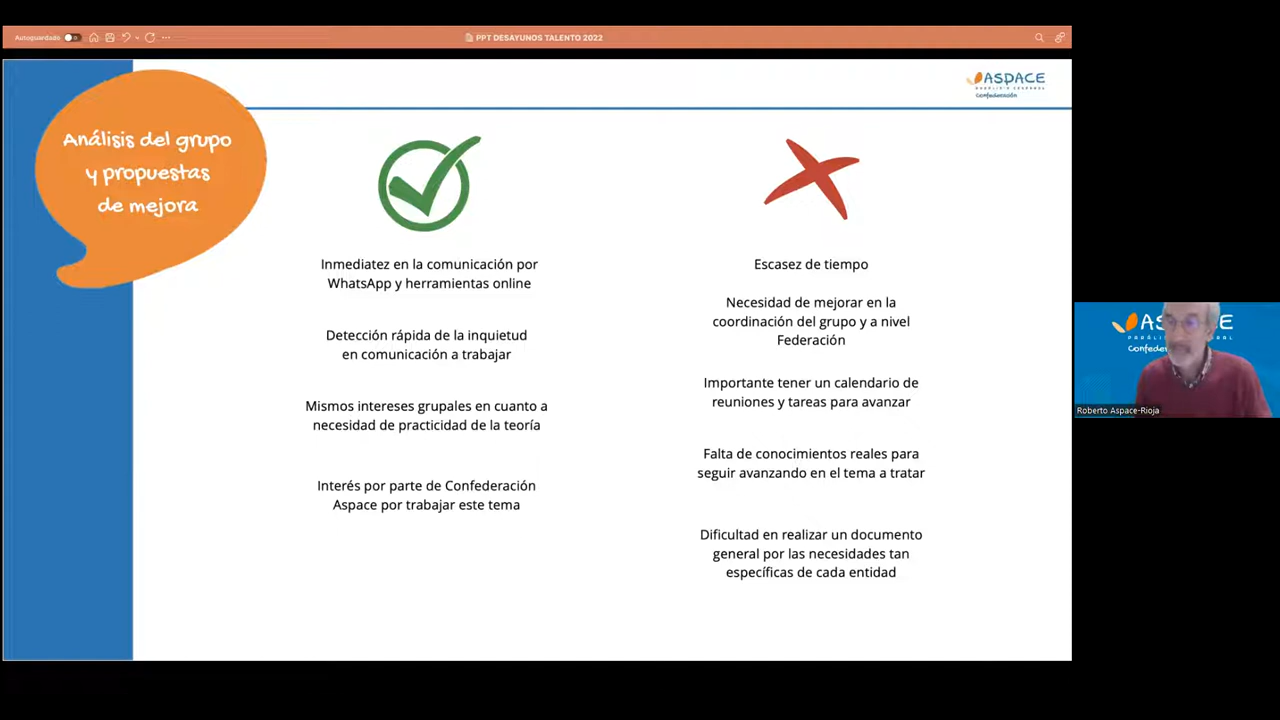 Autoguardado
PPT DESAYUNOS TALENTO 2022
Análisis del grupo
y propuestas
de mejora
ASPACE
PARÁLISIS CEREBRAL
Confederación
Inmediatez en la comunicación por
WhatsApp y herramientas online
Detección rápida de la inquietud
en comunicación a trabajar
Mismos intereses grupales en cuanto a
necesidad de practicidad de la teoría
Interés por parte de Confederación
Aspace por trabajar este tema
Escasez de tiempo
Necesidad de mejorar en la
coordinación del grupo y a nivel
Federación
Importante tener un calendario de
reuniones y tareas para avanzar
Falta de conocimientos reales para
seguir avanzando en el tema a tratar
Dificultad en realizar un documento
general por las necesidades tan
específicas de cada entidad
Roberto Aspace-Rioja